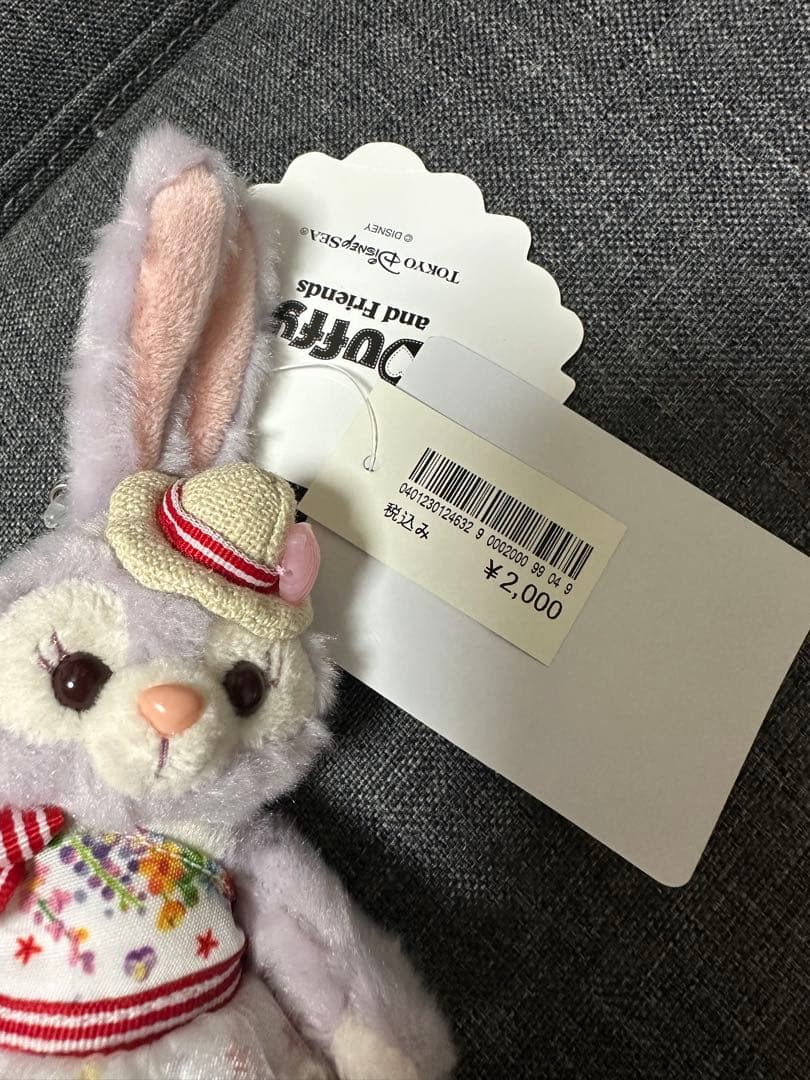 Duffy
and Friends
TOKYO DISNEYSEA®
© DISNEY
0401230124632 9 0002000 99 04 9
税込み
¥2,000